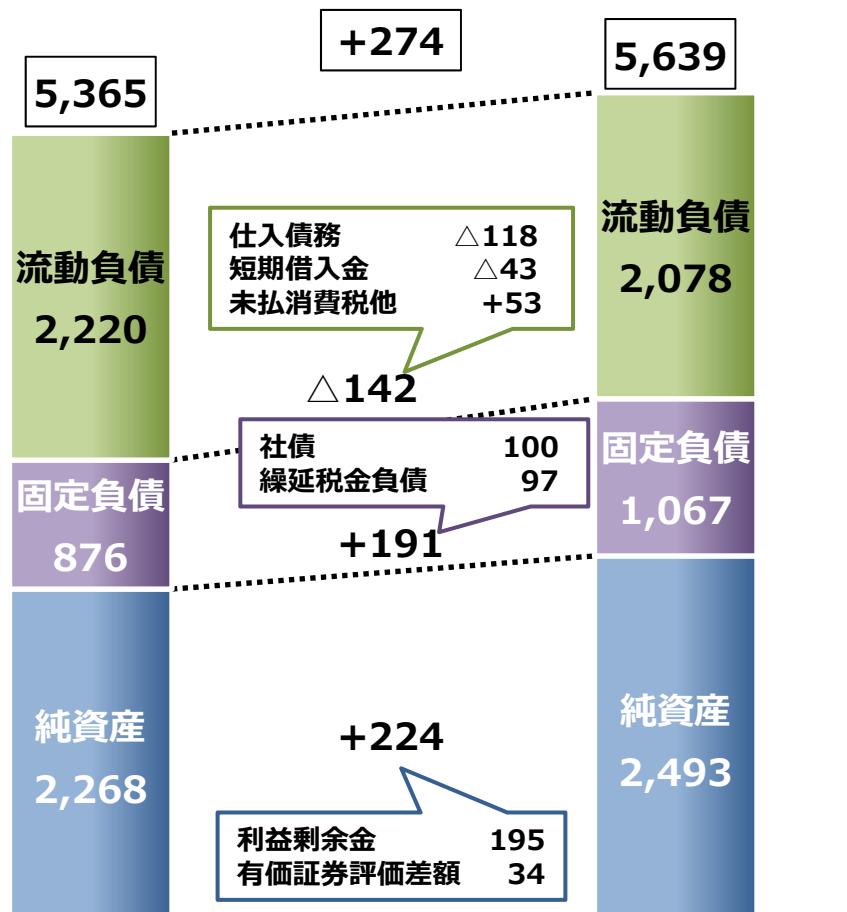 +274
5,365
5,639
流動負債
2,220
仕入債務 △118
短期借入金 △43
未払消費税他 +53
流動負債
2,078
△142
固定負債
876
社債 100
繰延税金負債 97
固定負債
1,067
+191
純資産
2,268
+224
純資産
2,493
利益剰余金 195
有価証券評価差額 34